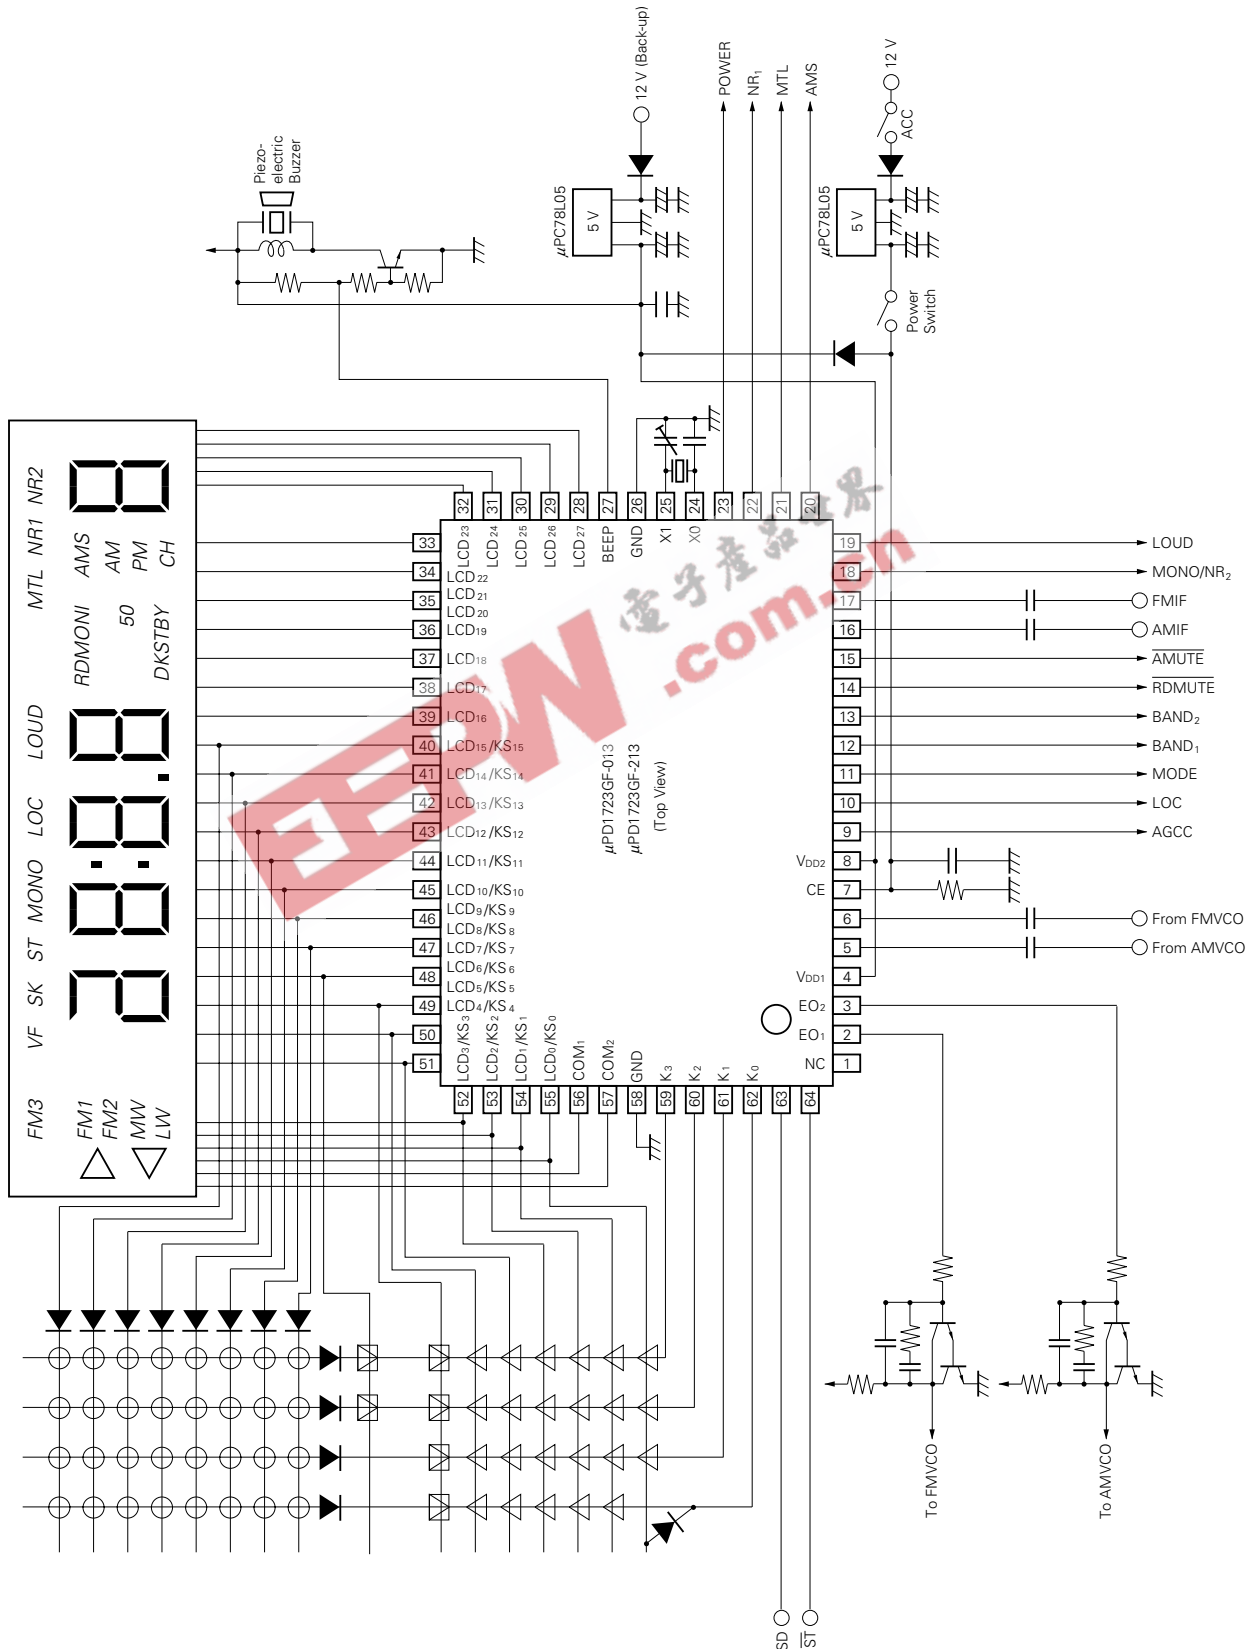 12 V (Back-up)
POWER
NR1
MTL
AMS
12 V
ACC
Piezo-
electric
Buzzer
μPC78L05
5 V
μPC78L05
5 V
Power
Switch
MTL NR1 NR2
RDMONI AMS
AM
50 PM
DKSTBY CH
LOUD
LOC
MONO
ST
SK
VF
FM3
FM1
FM2
MW
LW
32 31 30 29 28 27 26 25 24 23 22 21 20
LCD23
LCD24
LCD25
LCD26
LCD27
BEEP
GND
X1
X0
33
34
35
36
37
38
39
40
41
42
43
44
45
46
47
48
49
50
51
LCD22
LCD21
LCD20
LCD19
LCD18
LCD17
LCD16
LCD15/KS15
LCD14/KS14
LCD13/KS13
LCD12/KS12
LCD11/KS11
LCD10/KS10
LCD9/KS9
LCD8/KS8
LCD7/KS7
LCD6/KS6
LCD5/KS5
LCD4/KS4
LCD3/KS3
LCD2/KS2
LCD1/KS1
LCD0/KS0
COM1
COM2
GND
K3
K2
K1
K0
52 53 54 55 56 57 58 59 60 61 62 63 64
μPD1723GF-013
μPD1723GF-213
(Top View)
EEPW
電子產品世界
.com.cn
19 LOUD
18 MONO/NR2
17 FMIF
16 AMIF
15 AMUTE
14 RDMUTE
13 BAND2
12 BAND1
11 MODE
10 LOC
9 AGCC
VDD2 8
CE 7
6 From FMVCO
5 From AMVCO
VDD1 4
EO2 3
EO1 2
NC 1
To FMVCO
To AMVCO
SD
ST